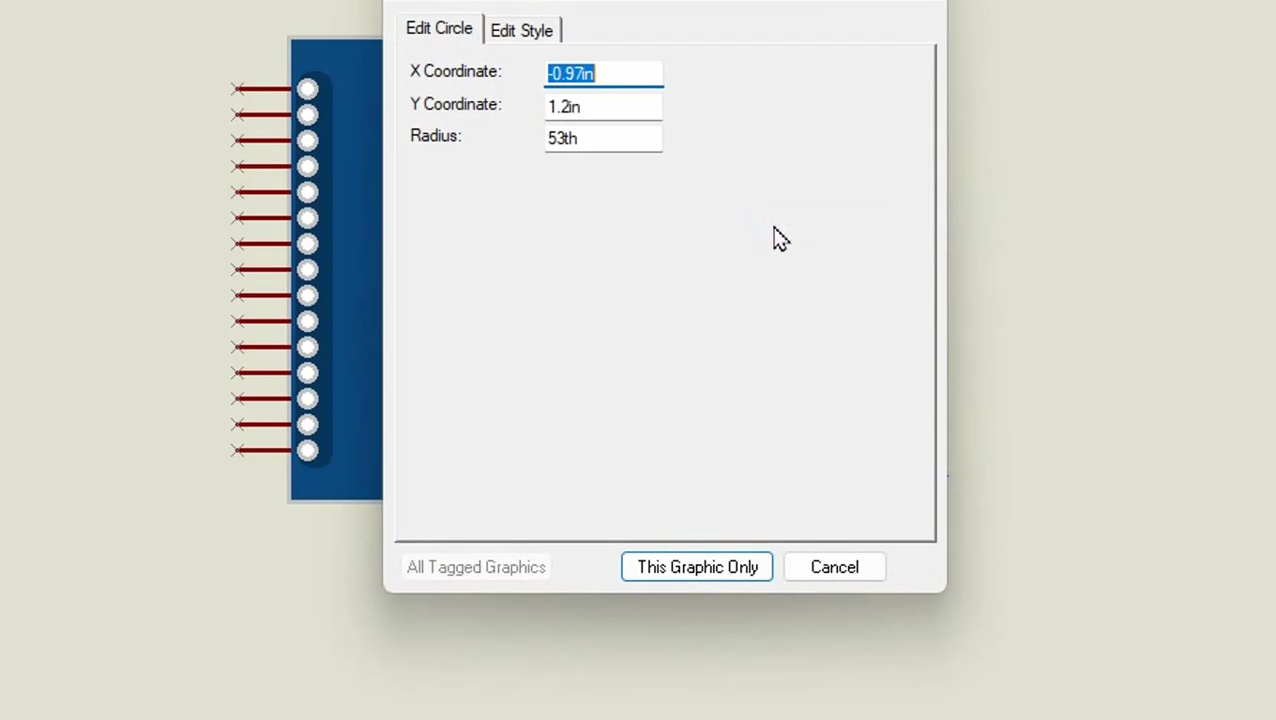 Edit Circle Edit Style
X Coordinate: -0.97in
Y Coordinate: 1.2in
Radius: 53th
All Tagged Graphics This Graphic Only Cancel